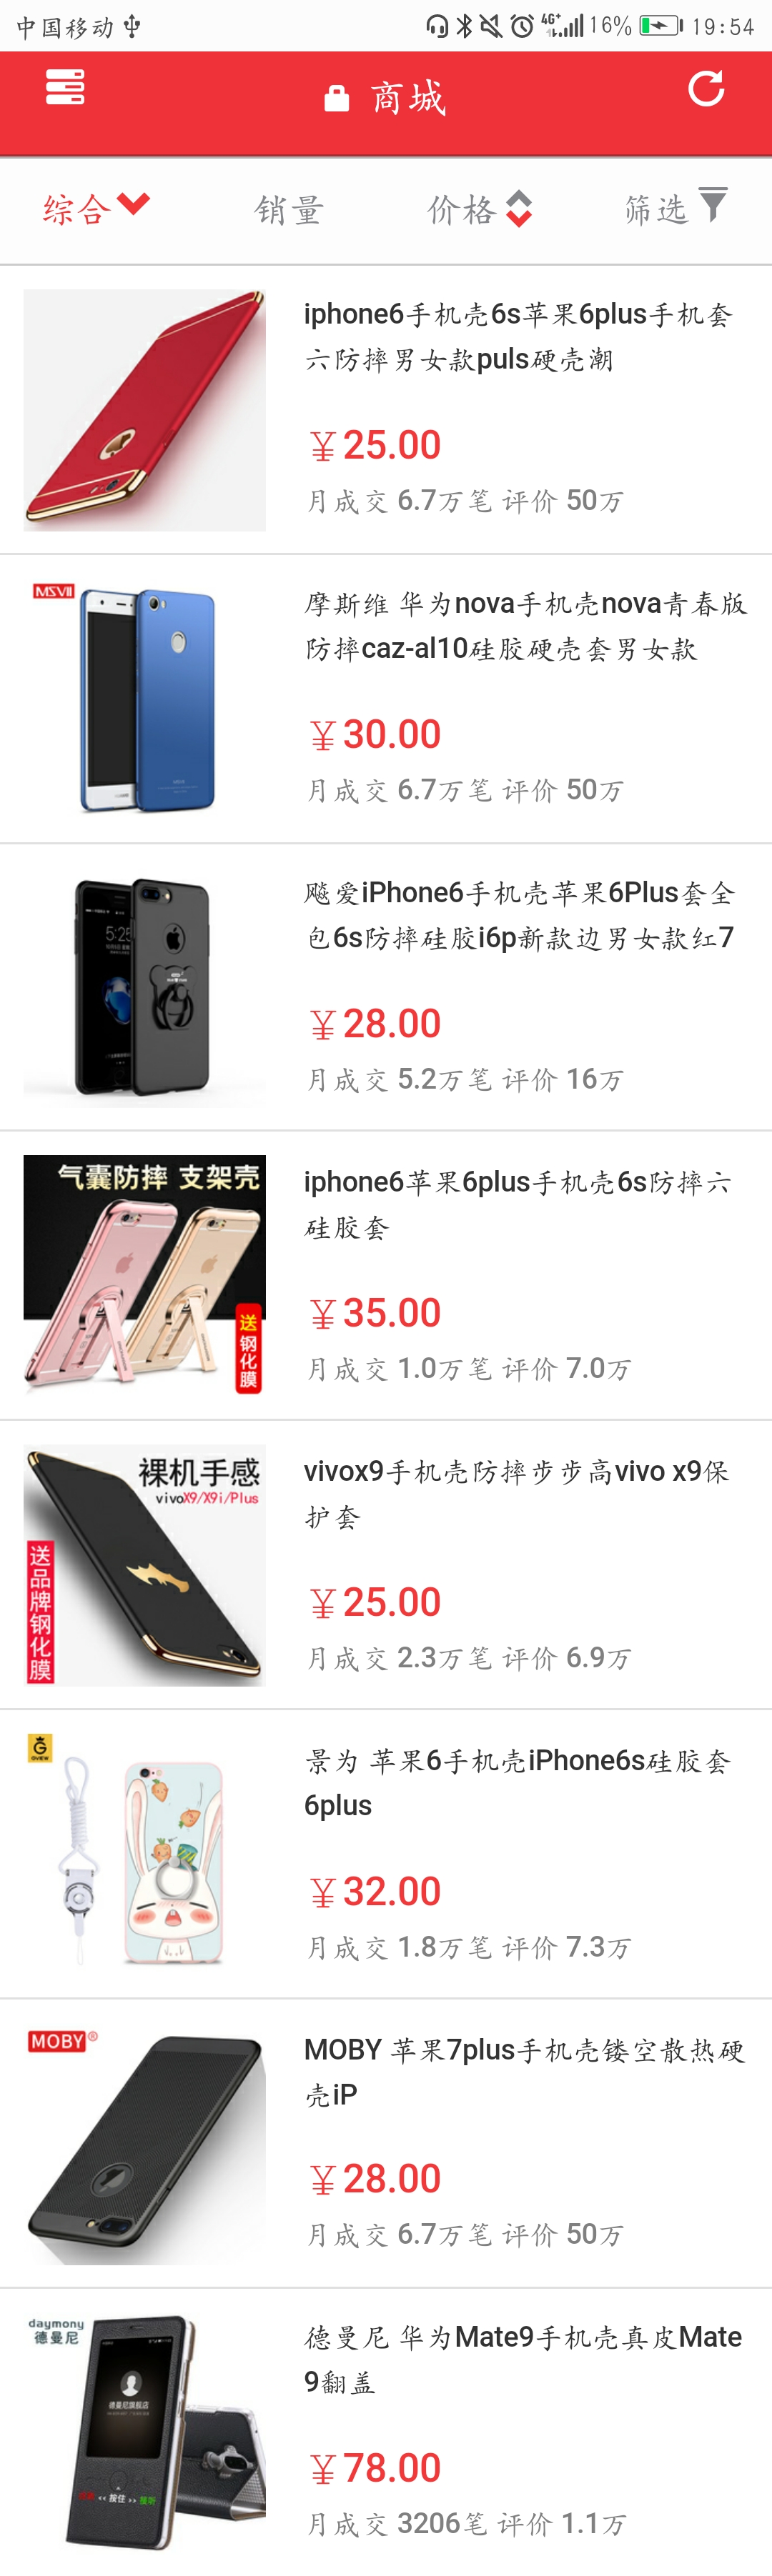 中国移动 4G+ 16% 19:54
商城
综合 销量 价格 筛选
iphone6手机壳6s苹果6plus手机套
六防摔男女款puls硬壳潮
￥25.00
月成交 6.7万笔 评价 50万
MSVII
摩斯维 华为nova手机壳nova青春版
防摔caz-al10硅胶硬壳套男女款
￥30.00
月成交 6.7万笔 评价 50万
飚爱iPhone6手机壳苹果6Plus套全
包6s防摔硅胶i6p新款边男女款红7
￥28.00
月成交 5.2万笔 评价 16万
气囊防摔 支架壳
送钢化膜
iphone6苹果6plus手机壳6s防摔六
硅胶套
￥35.00
月成交 1.0万笔 评价 7.0万
裸机手感
vivoX9/X9i/Plus
送品牌钢化膜
vivox9手机壳防摔步步高vivo x9保
护套
￥25.00
月成交 2.3万笔 评价 6.9万
GVIEW
景为 苹果6手机壳iPhone6s硅胶套
6plus
￥32.00
月成交 1.8万笔 评价 7.3万
MOBY®
MOBY 苹果7plus手机壳镂空散热硬
壳iP
￥28.00
月成交 6.7万笔 评价 50万
daymony
德曼尼
德曼尼旗舰店
<< 按住 >> 接听
德曼尼 华为Mate9手机壳真皮Mate
9翻盖
￥78.00
月成交 3206笔 评价 1.1万